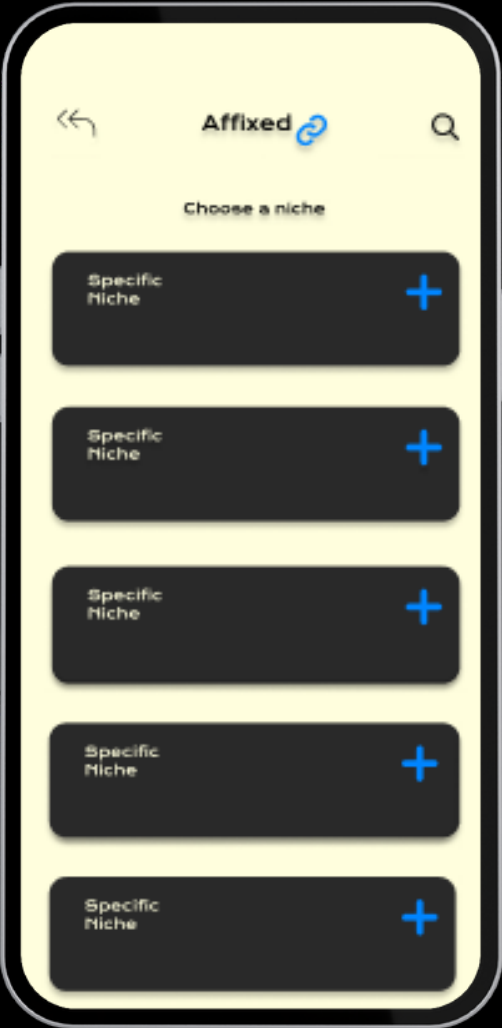 Affixed
Choose a niche
Specific
Niche
Specific
Niche
Specific
Niche
Specific
Niche
Specific
Niche